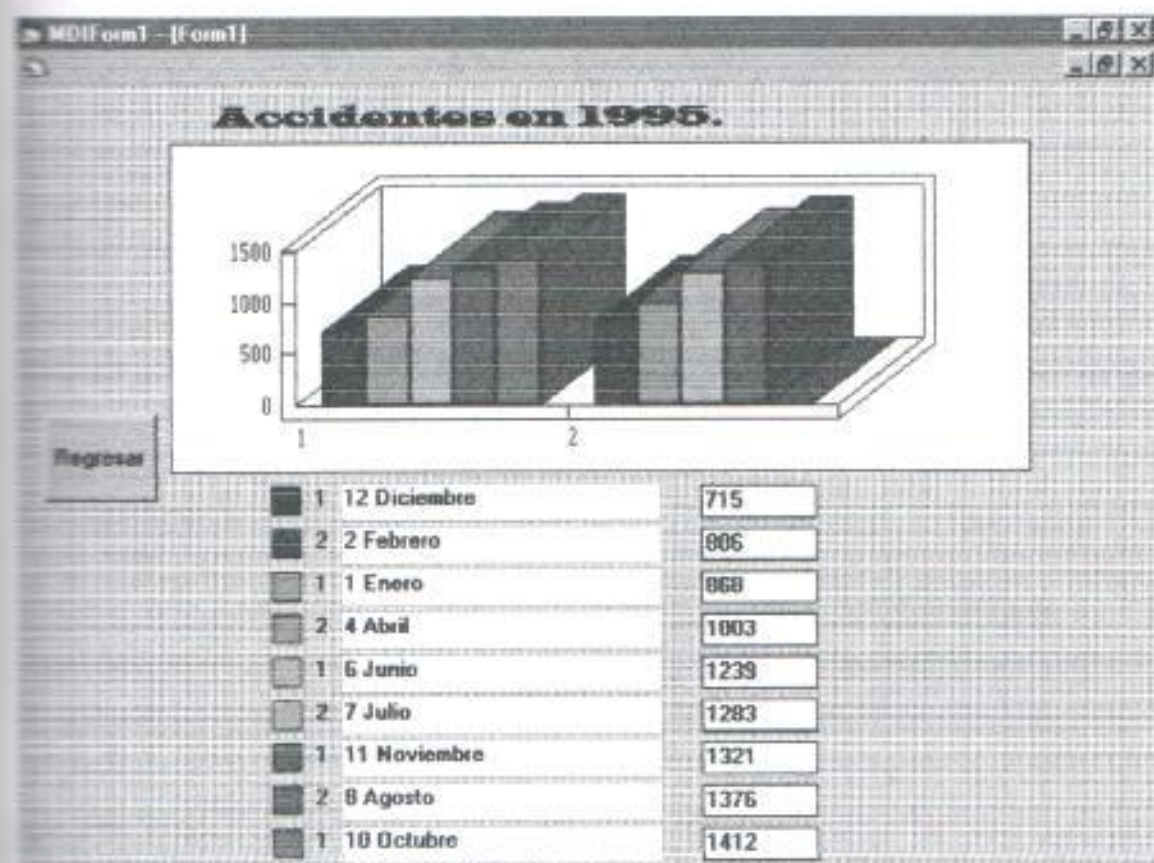 MDIForm1 - [Form1]
Accidentes en 1995.
1500
1000
500
0
1 2
Regresar
1 12 Diciembre 715
2 2 Febrero 806
1 1 Enero 868
2 4 Abril 1003
1 6 Junio 1239
2 7 Julio 1283
1 11 Noviembre 1321
2 8 Agosto 1376
1 10 Octubre 1412